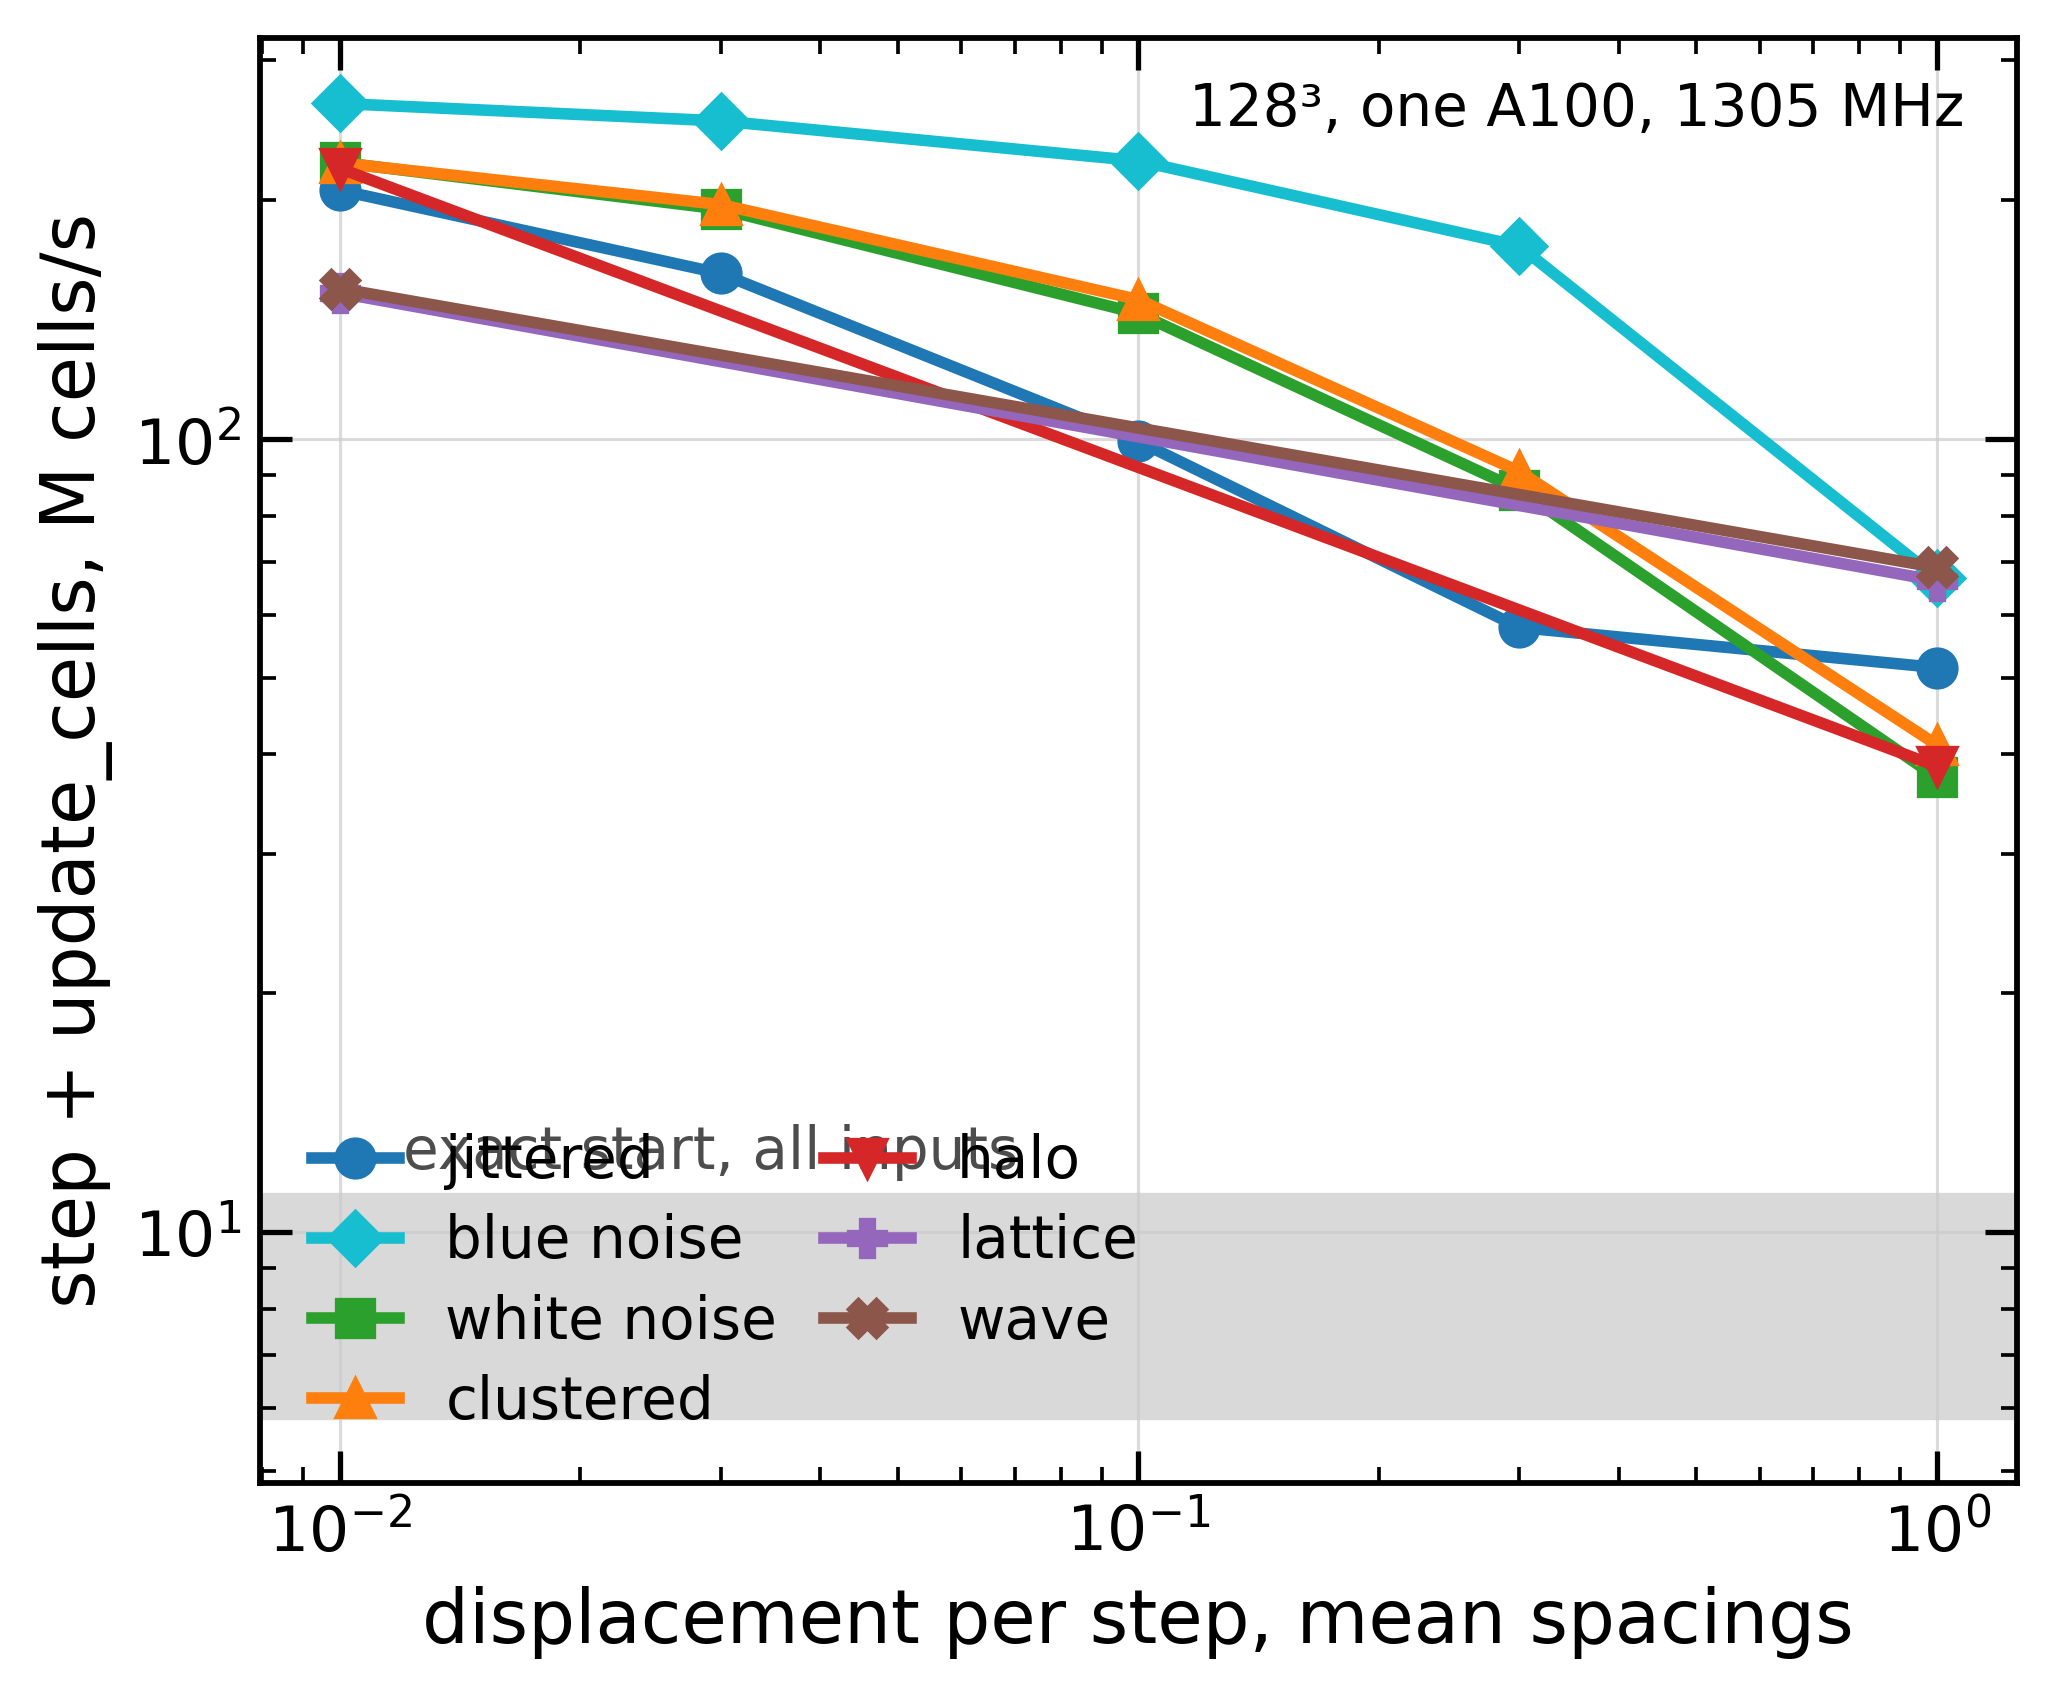 128³, one A100, 1305 MHz
step + update_cells, M cells/s
10²
10¹
exact start, all inputs
jittered
blue noise
white noise
clustered
halo
lattice
wave
10⁻²
10⁻¹
10⁰
displacement per step, mean spacings